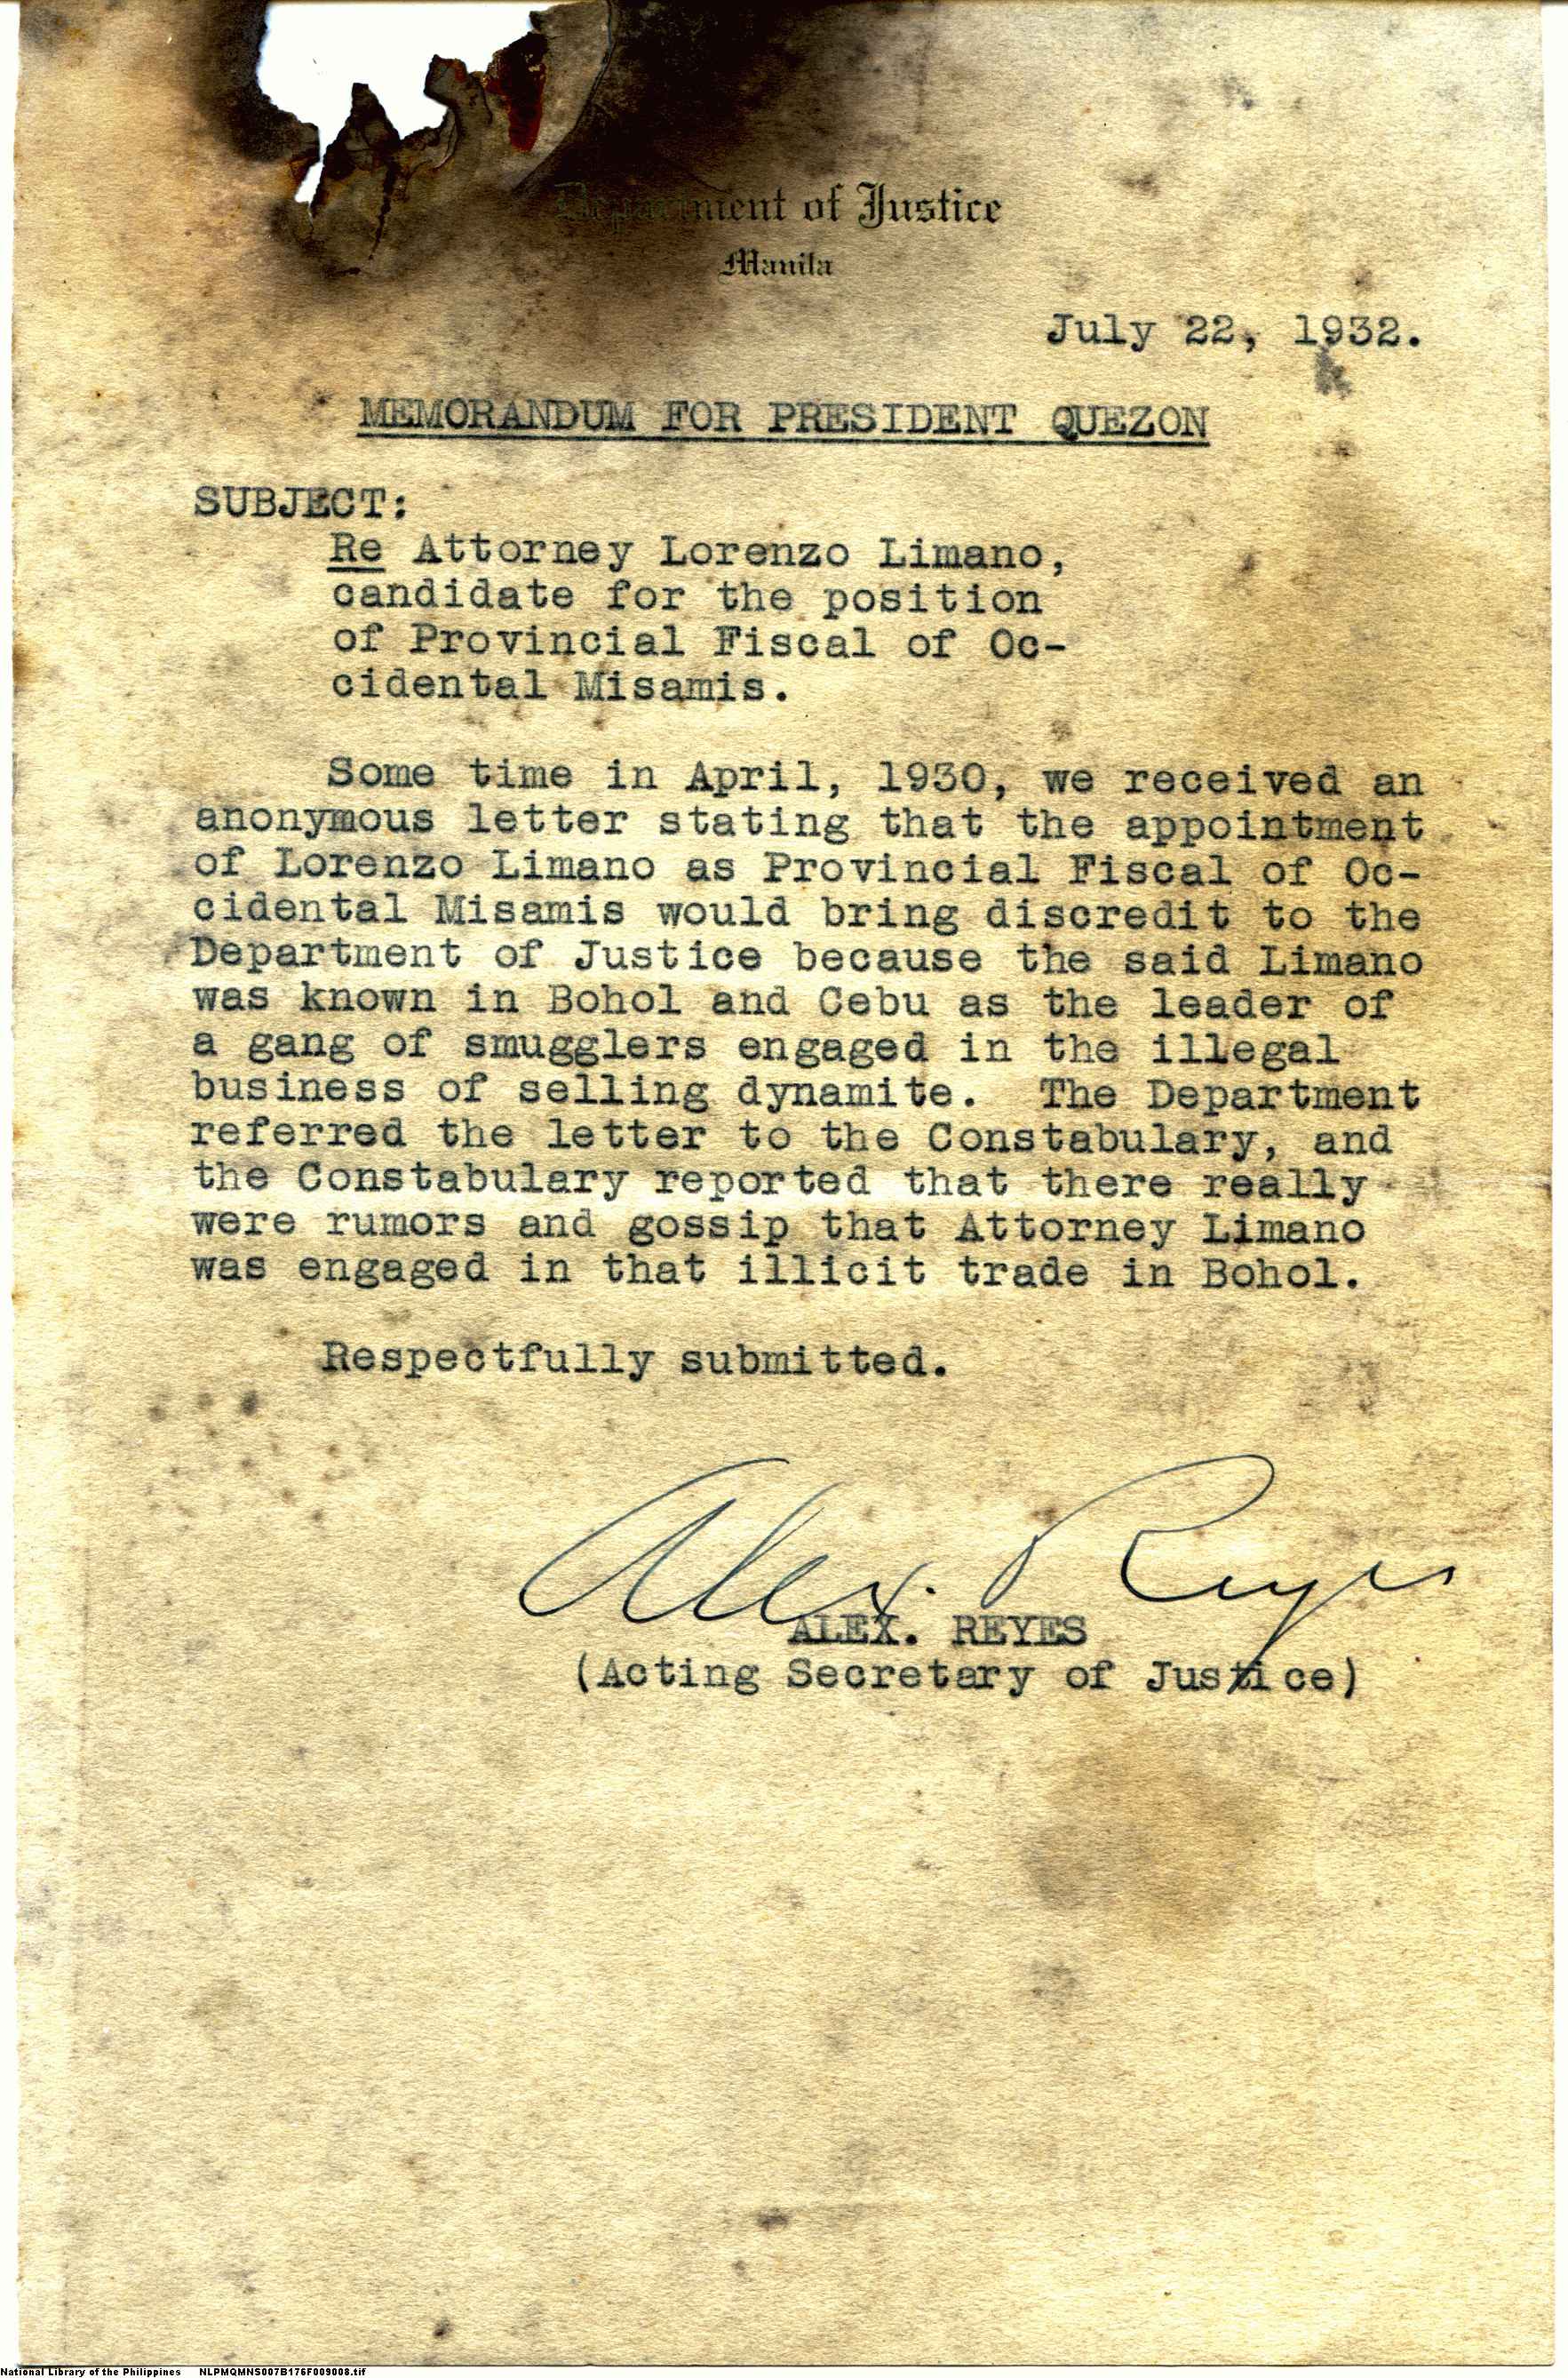 Department of Justice
Manila
July 22, 1932.
MEMORANDUM FOR PRESIDENT QUEZON
SUBJECT:
Re Attorney Lorenzo Limano,
candidate for the position
of Provincial Fiscal of Oc-
cidental Misamis.
Some time in April, 1930, we received an
anonymous letter stating that the appointment
of Lorenzo Limano as Provincial Fiscal of Oc-
cidental Misamis would bring discredit to the
Department of Justice because the said Limano
was known in Bohol and Cebu as the leader of
a gang of smugglers engaged in the illegal
business of selling dynamite. The Department
referred the letter to the Constabulary, and
the Constabulary reported that there really
were rumors and gossip that Attorney Limano
was engaged in that illicit trade in Bohol.
Respectfully submitted.
Alex. Reyes
ALEX. REYES
(Acting Secretary of Justice)
National Library of the Philippines NLPMQMNS007B176F009008.tif